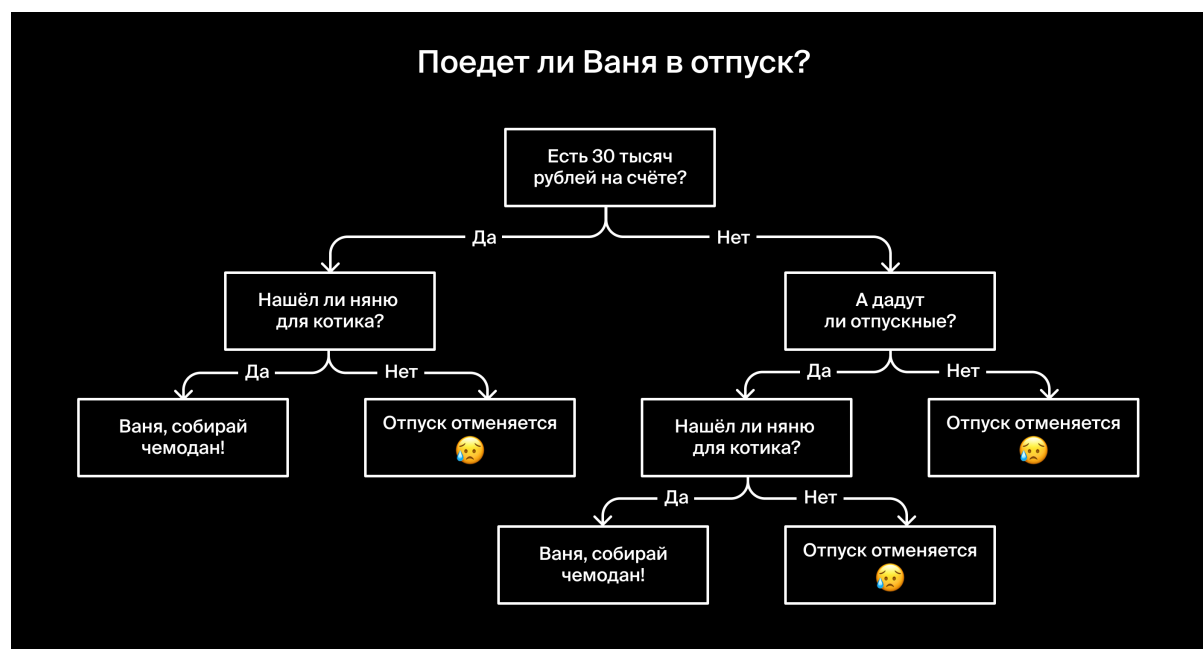 Поедет ли Ваня в отпуск?
Есть 30 тысяч
рублей на счёте?
Да
Нет
Нашёл ли няню
для котика?
А дадут
ли отпускные?
Да
Нет
Да
Нет
Ваня, собирай
чемодан!
Отпуск отменяется
😥
Нашёл ли няню
для котика?
Отпуск отменяется
😥
Да
Нет
Ваня, собирай
чемодан!
Отпуск отменяется
😥